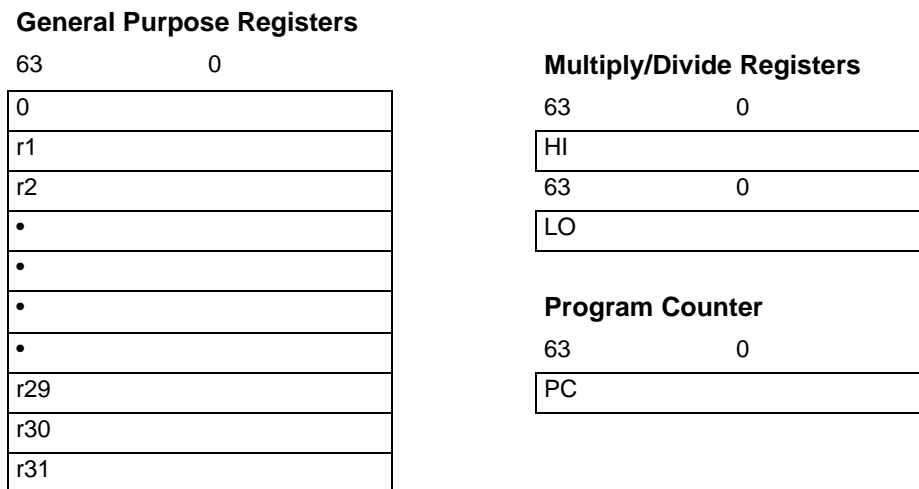 General Purpose Registers
63 0
0
r1
r2
•
•
•
•
r29
r30
r31
Multiply/Divide Registers
63 0
HI
63 0
LO
Program Counter
63 0
PC